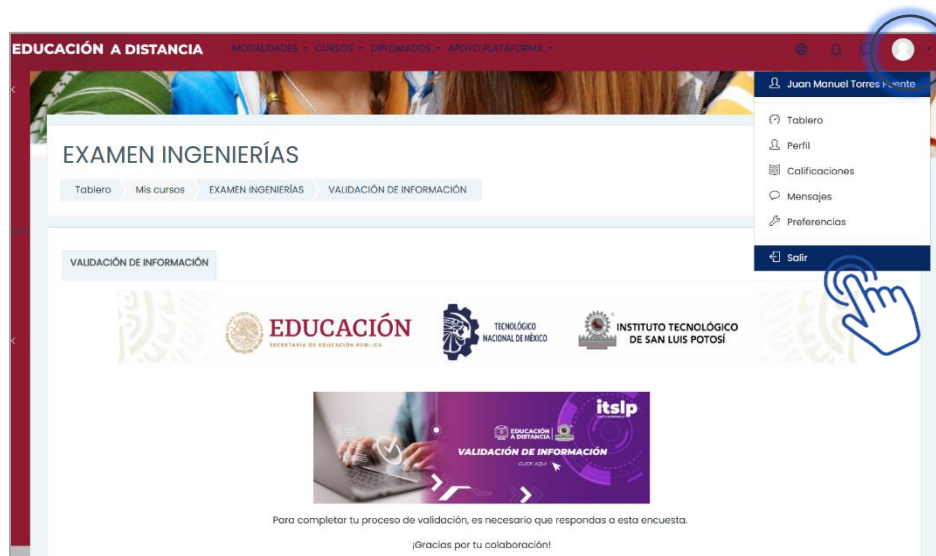 EDUCACIÓN A DISTANCIA MODALIDADES CURSOS DIPLOMADOS APOYO PLATAFORMA
Juan Manuel Torres Fuente
Tablero
Perfil
Calificaciones
Mensajes
Preferencias
Salir
EXAMEN INGENIERÍAS
Tablero Mis cursos EXAMEN INGENIERÍAS VALIDACIÓN DE INFORMACIÓN
VALIDACIÓN DE INFORMACIÓN
EDUCACIÓN
SECRETARÍA DE EDUCACIÓN PÚBLICA
TECNOLÓGICO
NACIONAL DE MÉXICO
INSTITUTO TECNOLÓGICO
DE SAN LUIS POTOSÍ
itslp
EDUCACIÓN
A DISTANCIA
VALIDACIÓN DE INFORMACIÓN
CLICK AQUI
Para completar tu proceso de validación, es necesario que respondas a esta encuesta.
¡Gracias por tu colaboración!